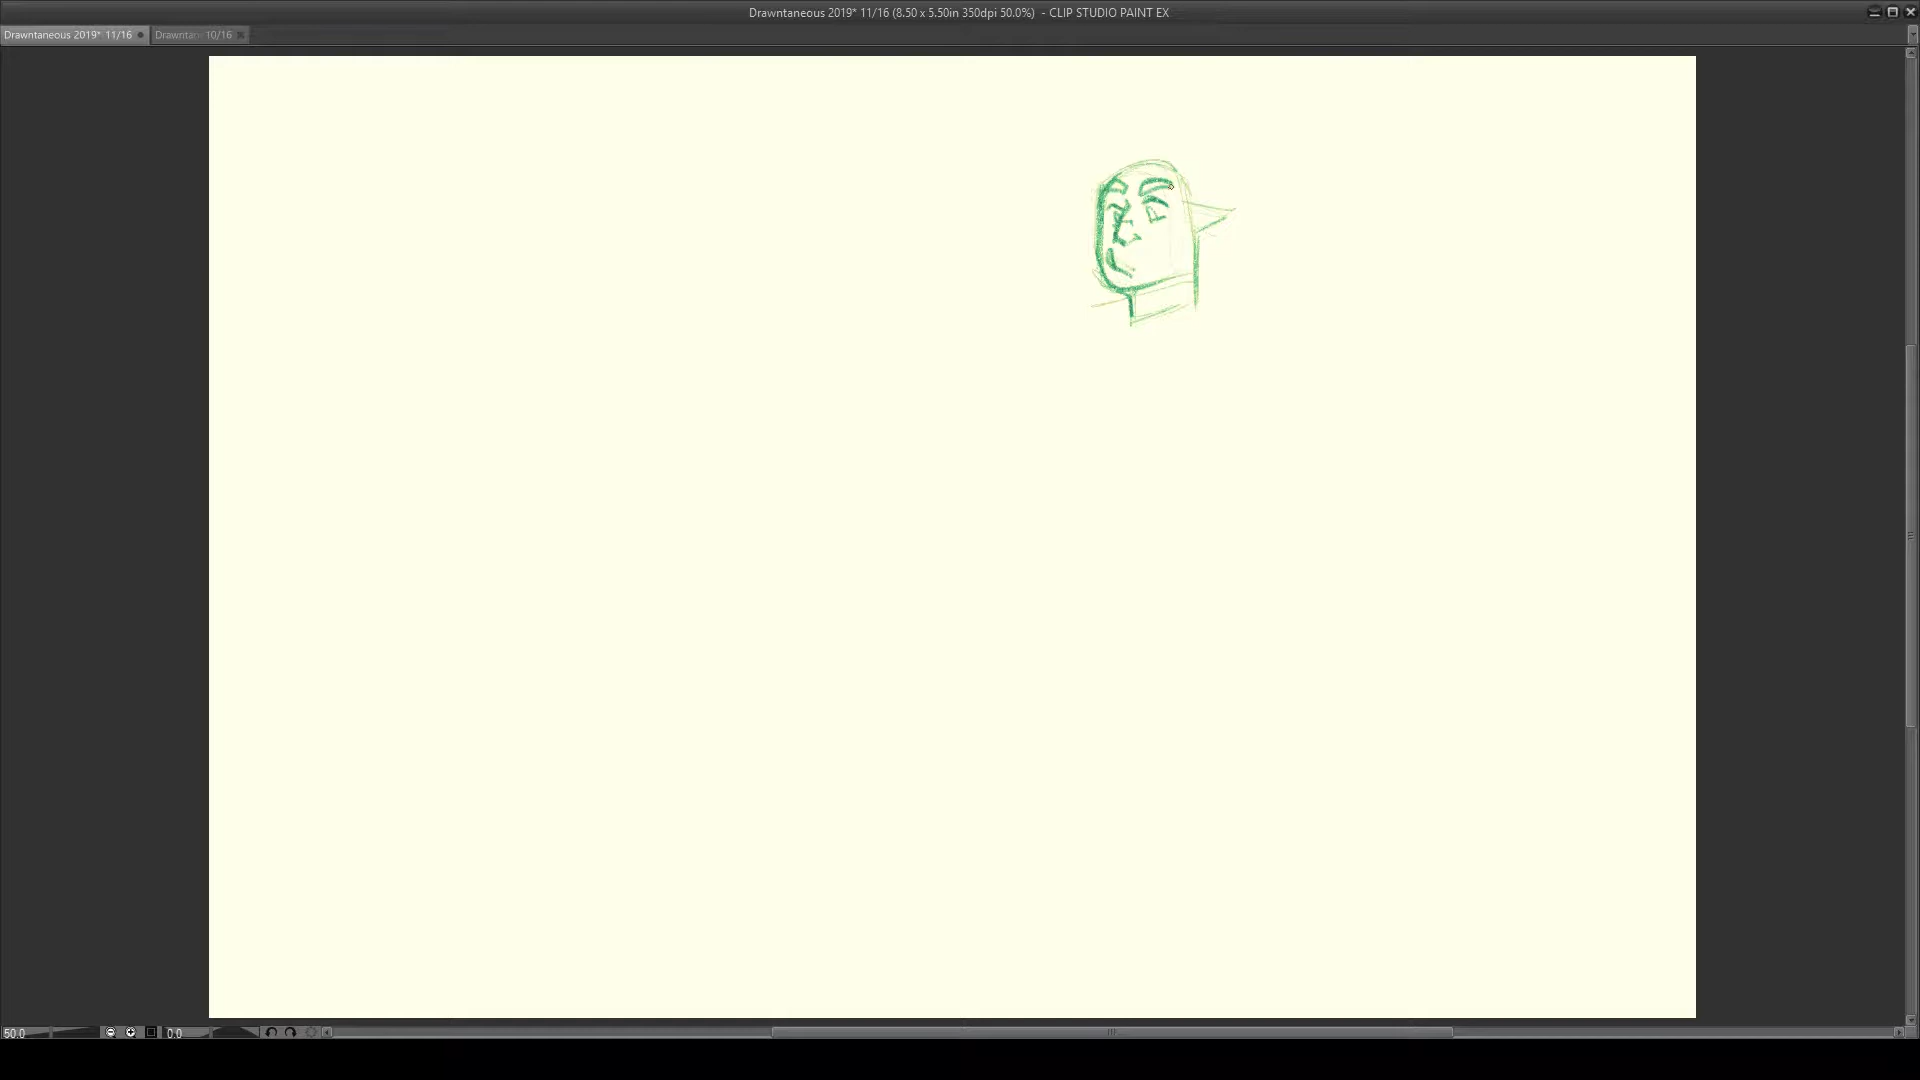 Drawntaneous 2019* 11/16 (8.50 x 5.50in 350dpi 50.0%) - CLIP STUDIO PAINT EX
Drawntaneous 2019* 11/16 Drawntan 10/16
50.0 0.0